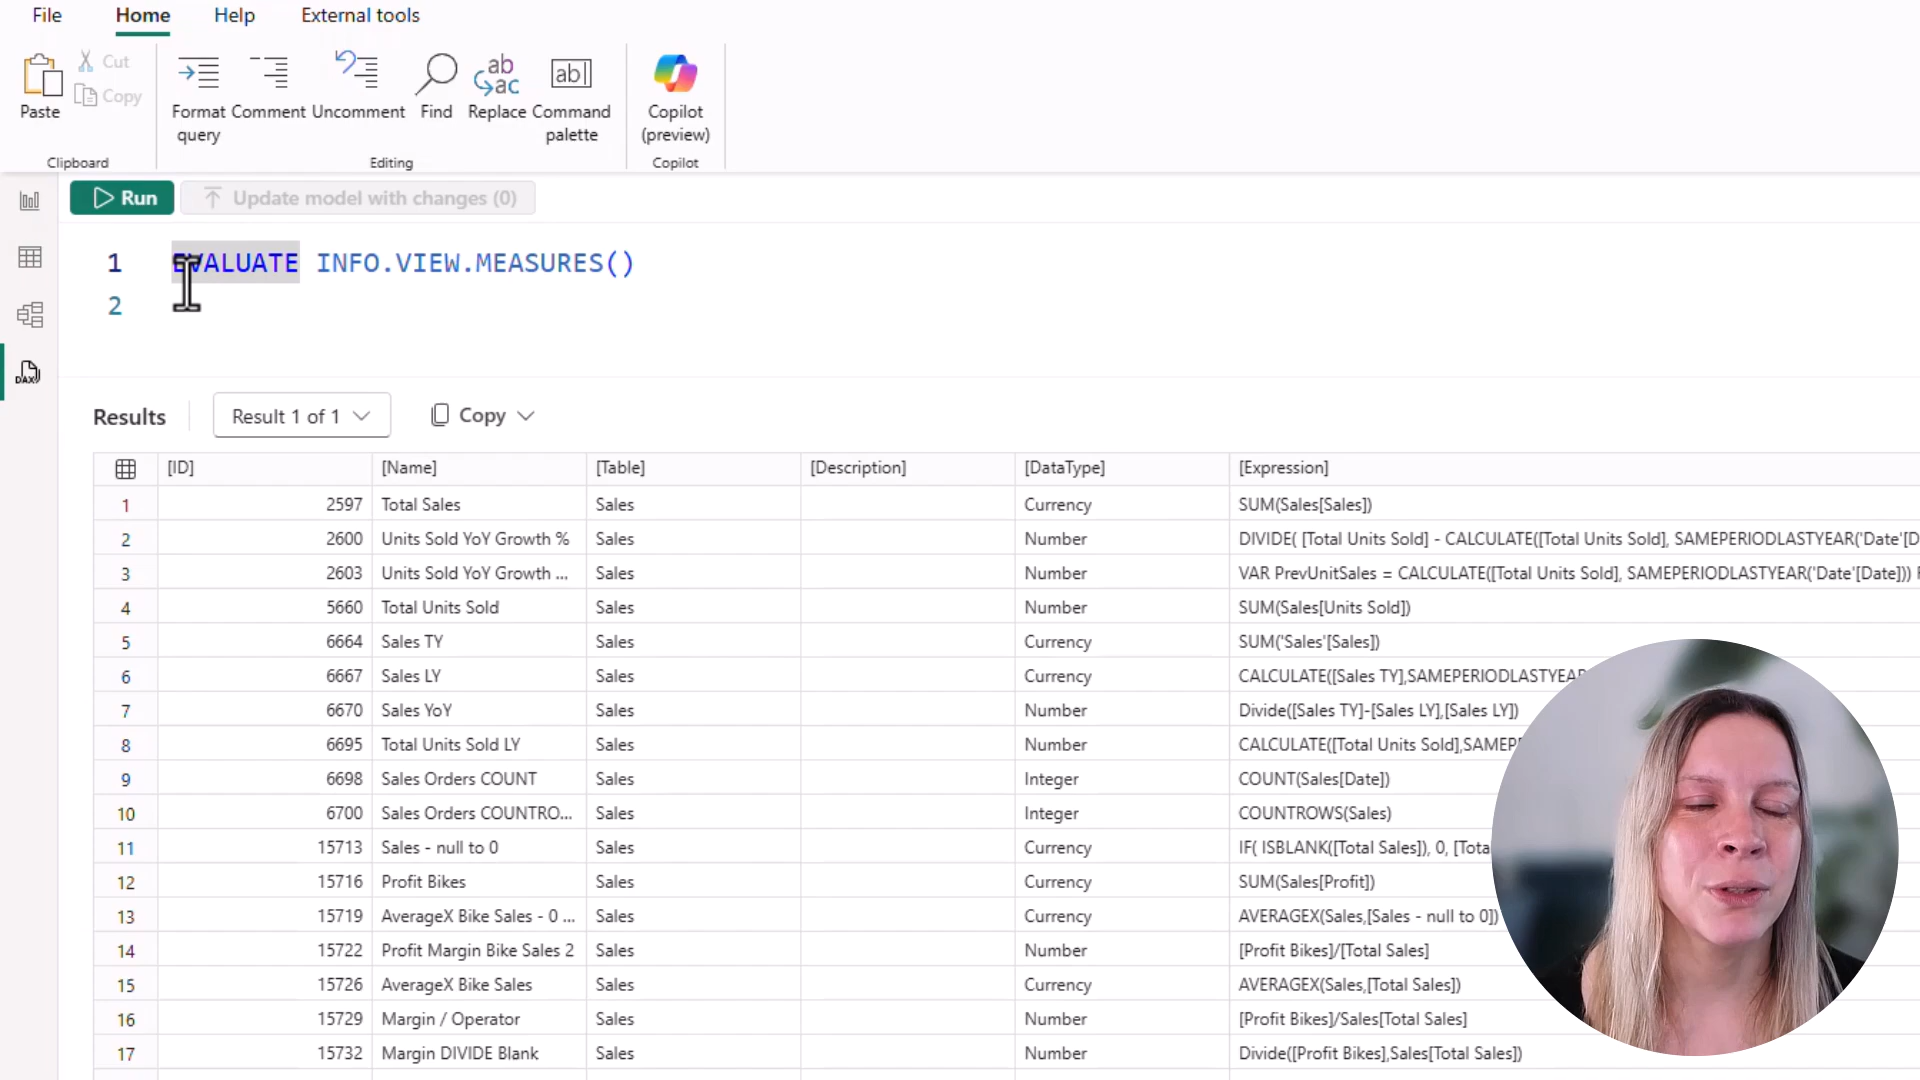 File Home Help External tools
Paste
Cut
Copy
Format query
Comment
Uncomment
Find
Replace
Command palette
Copilot (preview)
Clipboard
Editing
Copilot
Run
Update model with changes (0)
1 EVALUATE INFO.VIEW.MEASURES()
2
DAX
Results Result 1 of 1 Copy
[ID] [Name] [Table] [Description] [DataType] [Expression]
1 2597 Total Sales Sales Currency SUM(Sales[Sales])
2 2600 Units Sold YoY Growth % Sales Number DIVIDE( [Total Units Sold] - CALCULATE([Total Units Sold], SAMEPERIODLASTYEAR('Date'[D
3 2603 Units Sold YoY Growth ... Sales Number VAR PrevUnitSales = CALCULATE([Total Units Sold], SAMEPERIODLASTYEAR('Date'[Date]))
4 5660 Total Units Sold Sales Number SUM(Sales[Units Sold])
5 6664 Sales TY Sales Currency SUM('Sales'[Sales])
6 6667 Sales LY Sales Currency CALCULATE([Sales TY],SAMEPERIODLASTYEAR
7 6670 Sales YoY Sales Number Divide([Sales TY]-[Sales LY],[Sales LY])
8 6695 Total Units Sold LY Sales Number CALCULATE([Total Units Sold],SAMEP
9 6698 Sales Orders COUNT Sales Integer COUNT(Sales[Date])
10 6700 Sales Orders COUNTRO... Sales Integer COUNTROWS(Sales)
11 15713 Sales - null to 0 Sales Currency IF( ISBLANK([Total Sales]), 0, [Tota
12 15716 Profit Bikes Sales Currency SUM(Sales[Profit])
13 15719 AverageX Bike Sales - 0 ... Sales Currency AVERAGEX(Sales,[Sales - null to 0])
14 15722 Profit Margin Bike Sales 2 Sales Number [Profit Bikes]/[Total Sales]
15 15726 AverageX Bike Sales Sales Currency AVERAGEX(Sales,[Total Sales])
16 15729 Margin / Operator Sales Number [Profit Bikes]/Sales[Total Sales]
17 15732 Margin DIVIDE Blank Sales Number Divide([Profit Bikes],Sales[Total Sales])